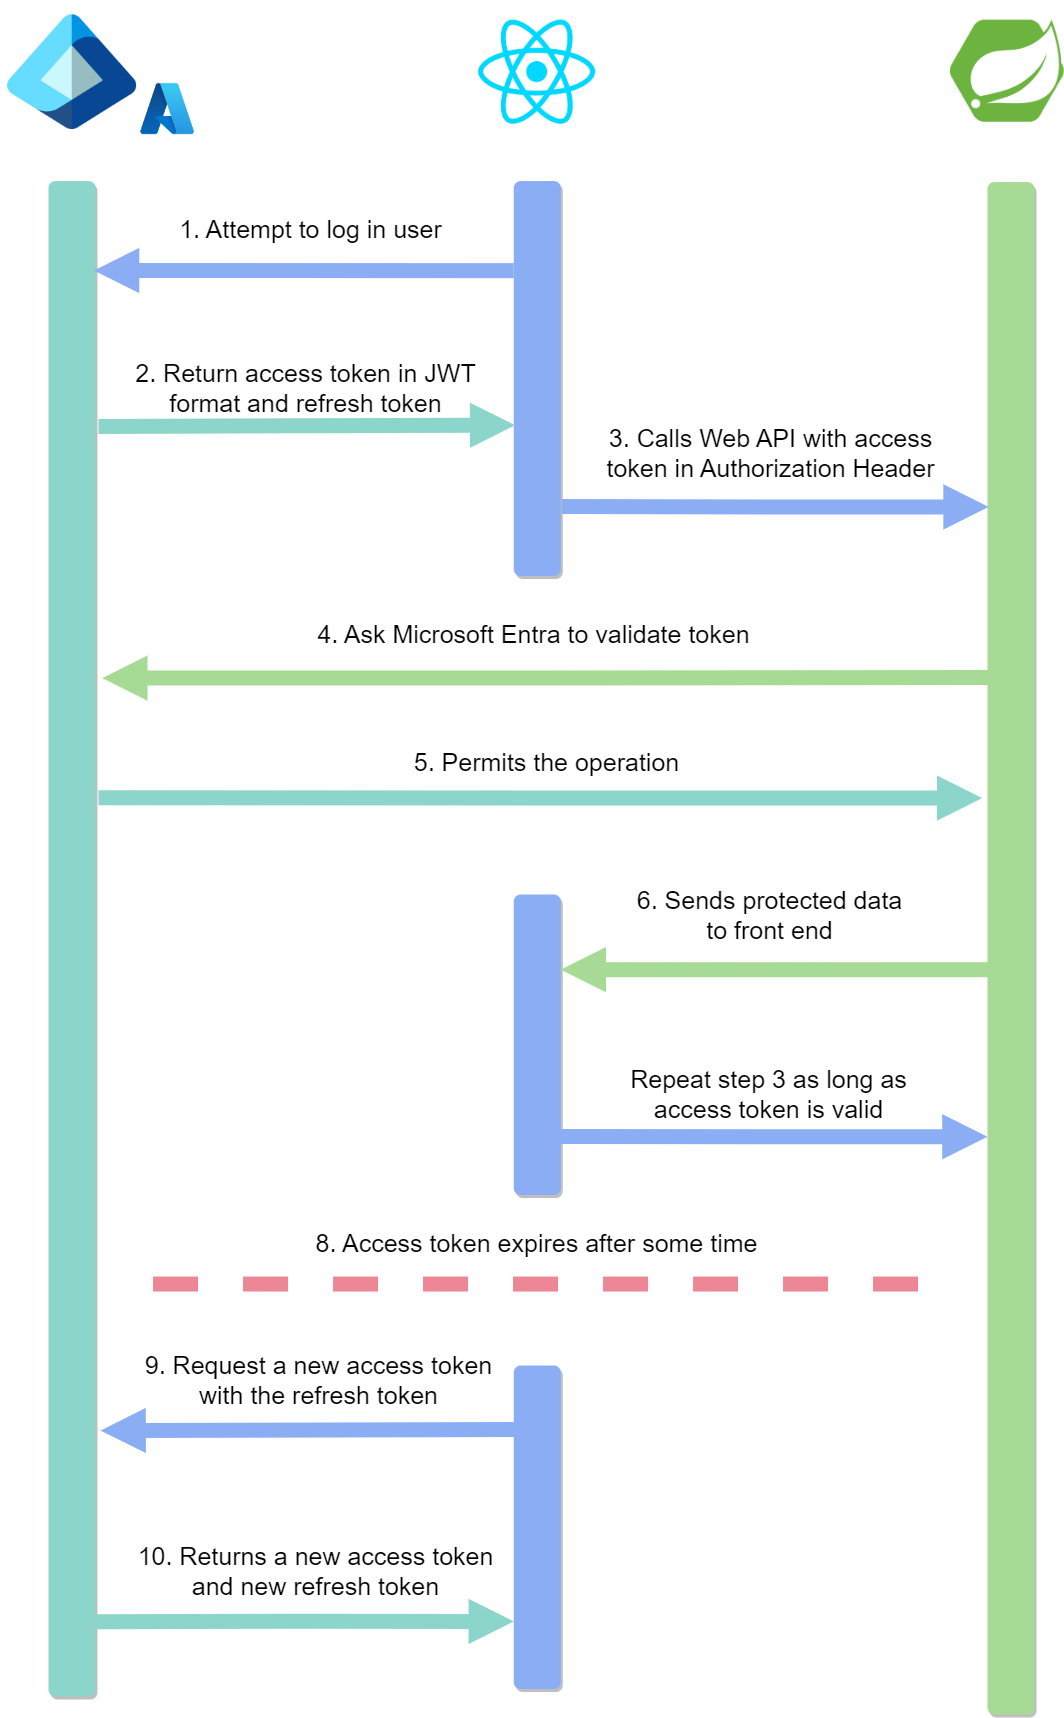 1. Attempt to log in user
2. Return access token in JWT
format and refresh token
3. Calls Web API with access
token in Authorization Header
4. Ask Microsoft Entra to validate token
5. Permits the operation
6. Sends protected data
to front end
Repeat step 3 as long as
access token is valid
8. Access token expires after some time
9. Request a new access token
with the refresh token
10. Returns a new access token
and new refresh token